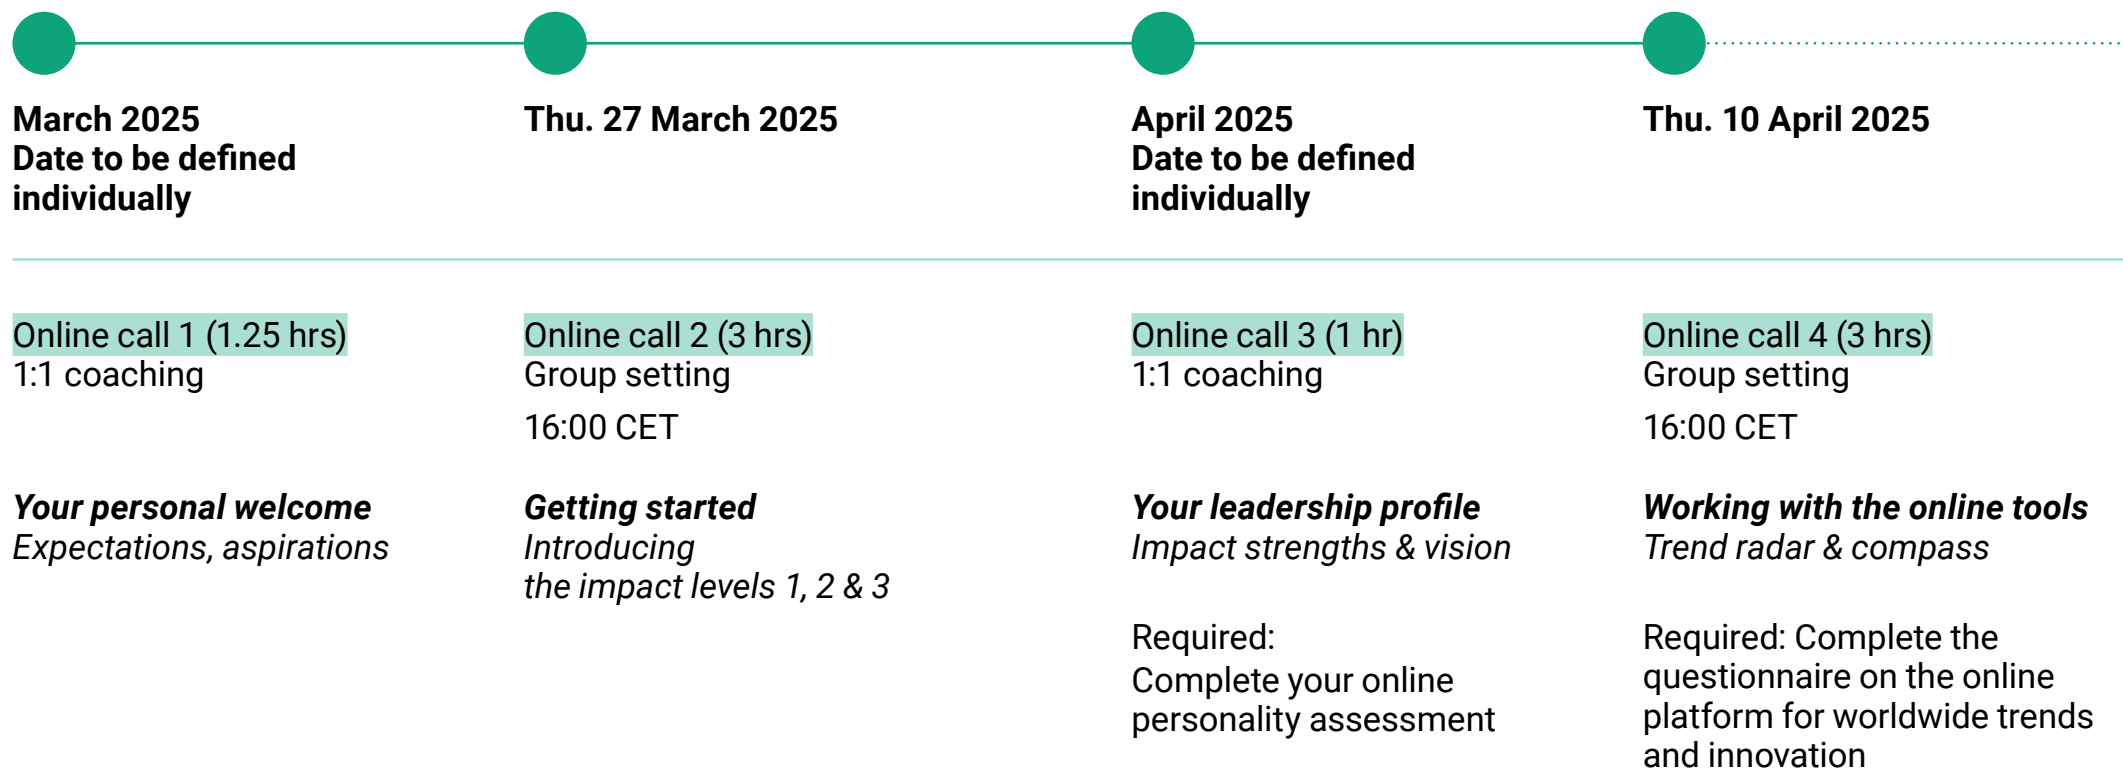 March 2025
Date to be defined
individually
Thu. 27 March 2025
April 2025
Date to be defined
individually
Thu. 10 April 2025
Online call 1 (1.25 hrs)
1:1 coaching
Your personal welcome
Expectations, aspirations
Online call 2 (3 hrs)
Group setting
16:00 CET
Getting started
Introducing
the impact levels 1, 2 & 3
Online call 3 (1 hr)
1:1 coaching
Your leadership profile
Impact strengths & vision
Required:
Complete your online
personality assessment
Online call 4 (3 hrs)
Group setting
16:00 CET
Working with the online tools
Trend radar & compass
Required: Complete the
questionnaire on the online
platform for worldwide trends
and innovation